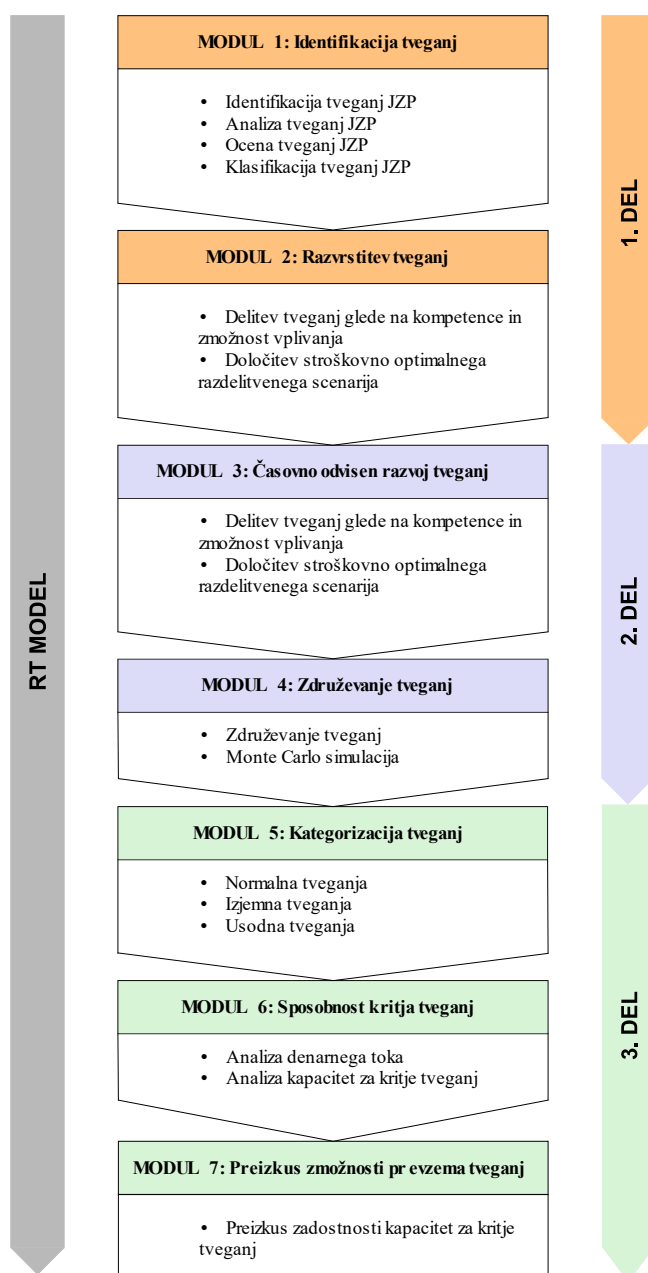 RT MODEL
MODUL 1: Identifikacija tveganj
• Identifikacija tveganj JZP
• Analiza tveganj JZP
• Ocena tveganj JZP
• Klasifikacija tveganj JZP
1. DEL
MODUL 2: Razvrstitev tveganj
• Delitev tveganj glede na kompetence in
zmožnost vplivanja
• Določitev stroškovno optimalnega
razdelitvenega scenarija
MODUL 3: Časovno odvisen razvoj tveganj
• Delitev tveganj glede na kompetence in
zmožnost vplivanja
• Določitev stroškovno optimalnega
razdelitvenega scenarija
2. DEL
MODUL 4: Združevanje tveganj
• Združevanje tveganj
• Monte Carlo simulacija
MODUL 5: Kategorizacija tveganj
• Normalna tveganja
• Izjemna tveganja
• Usodna tveganja
MODUL 6: Sposobnost kritja tveganj
• Analiza denarnega toka
• Analiza kapacitet za kritje tveganj
3. DEL
MODUL 7: Preizkus zmožnosti pr evzema tveganj
• Preizkus zadostnosti kapacitet za kritje
tveganj